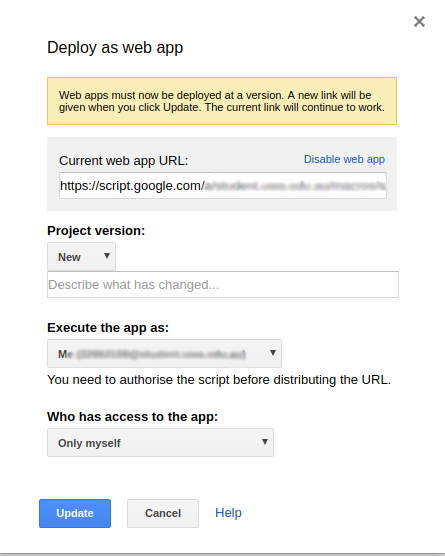 Deploy as web app
Web apps must now be deployed at a version. A new link will be
given when you click Update. The current link will continue to work.
Current web app URL:
Disable web app
https://script.google.com/
Project version:
New
Describe what has changed...
Execute the app as:
Me
You need to authorise the script before distributing the URL.
Who has access to the app:
Only myself
Update
Cancel
Help